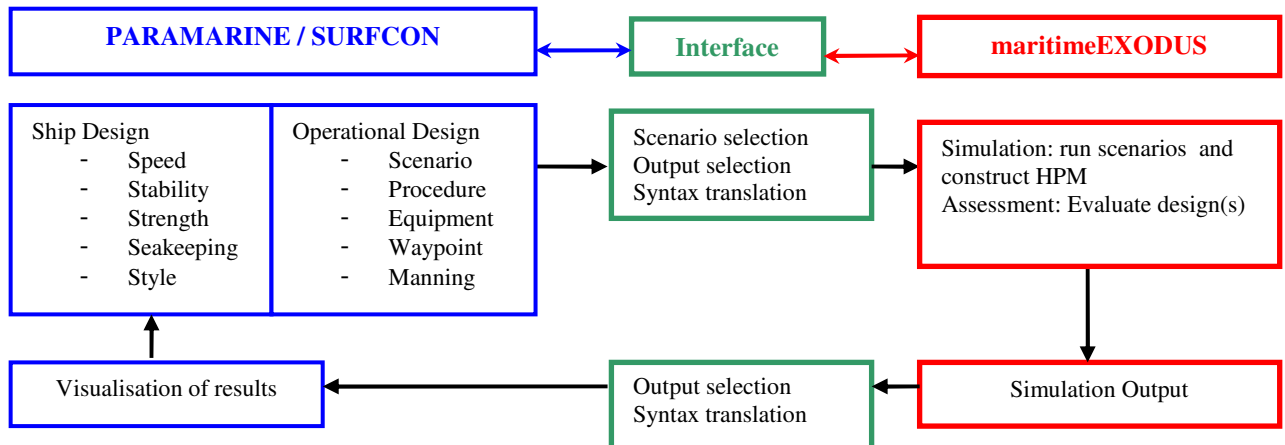 PARAMARINE / SURFCON
Interface
maritimeEXODUS
Ship Design
- Speed
- Stability
- Strength
- Seakeeping
- Style
Operational Design
- Scenario
- Procedure
- Equipment
- Waypoint
- Manning
Scenario selection
Output selection
Syntax translation
Simulation: run scenarios and
construct HPM
Assessment: Evaluate design(s)
Visualisation of results
Output selection
Syntax translation
Simulation Output